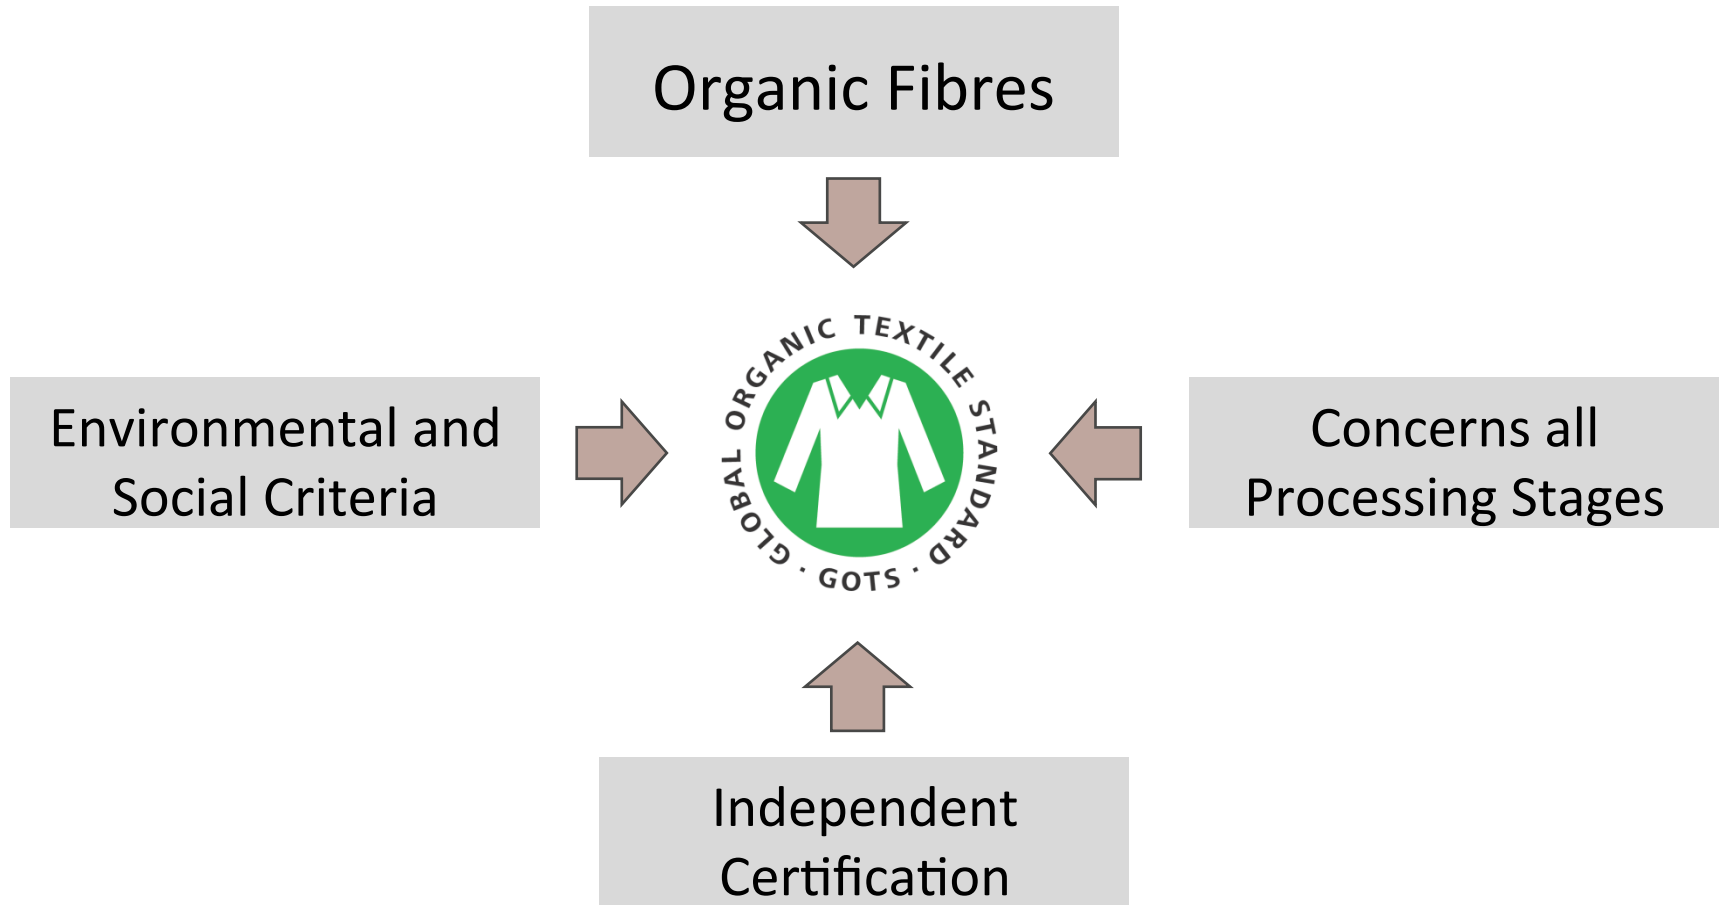 Organic Fibres
GLOBAL ORGANIC TEXTILE STANDARD · GOTS ·
Environmental and
Social Criteria
Concerns all
Processing Stages
Independent
Certification